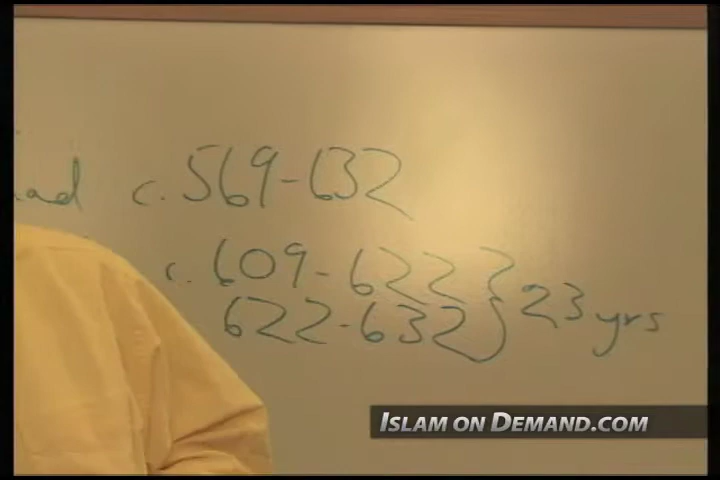 ad c. 569-632
c. 609-622
622-632 } 23 yrs
ISLAM ON DEMAND.COM